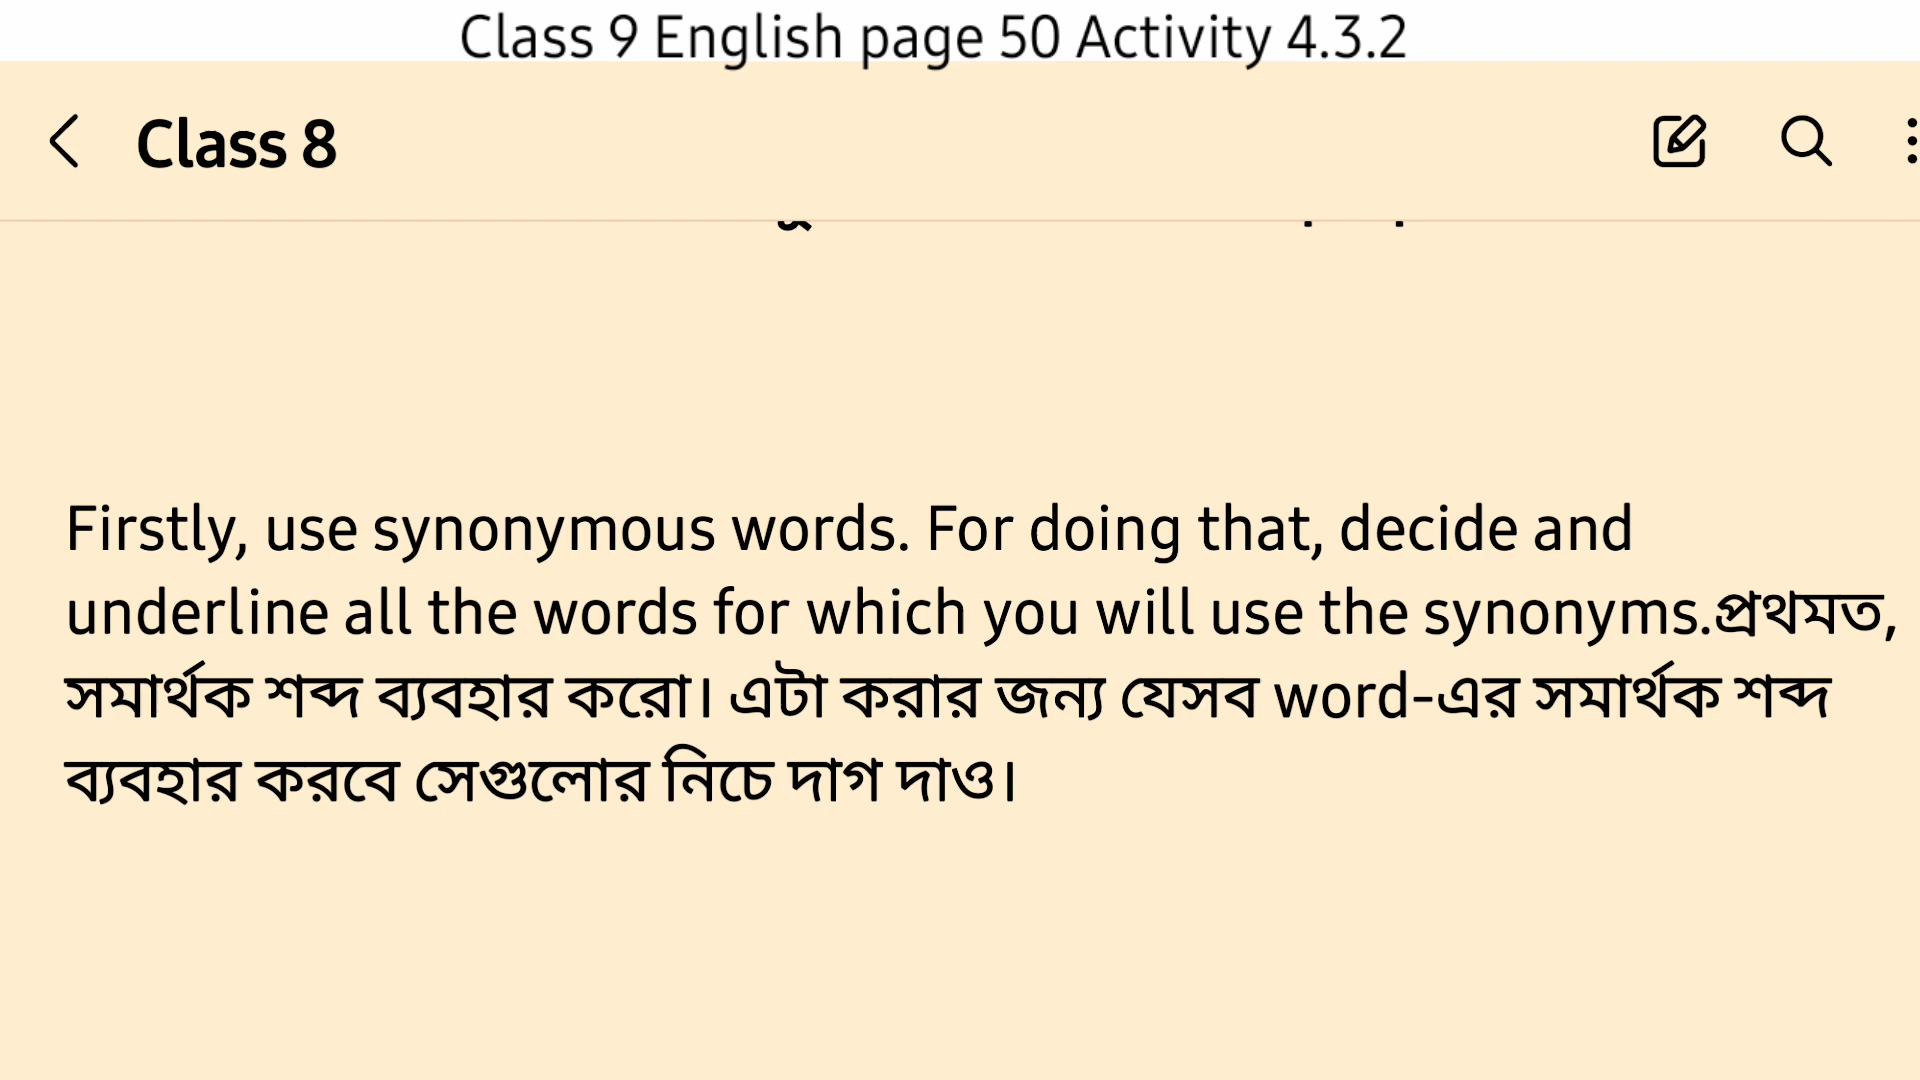 Class 9 English page 50 Activity 4.3.2
Class 8
Firstly, use synonymous words. For doing that, decide and
underline all the words for which you will use the synonyms.প্রথমত,
সমার্থক শব্দ ব্যবহার করো। এটা করার জন্য যেসব word-এর সমার্থক শব্দ
ব্যবহার করবে সেগুলোর নিচে দাগ দাও।